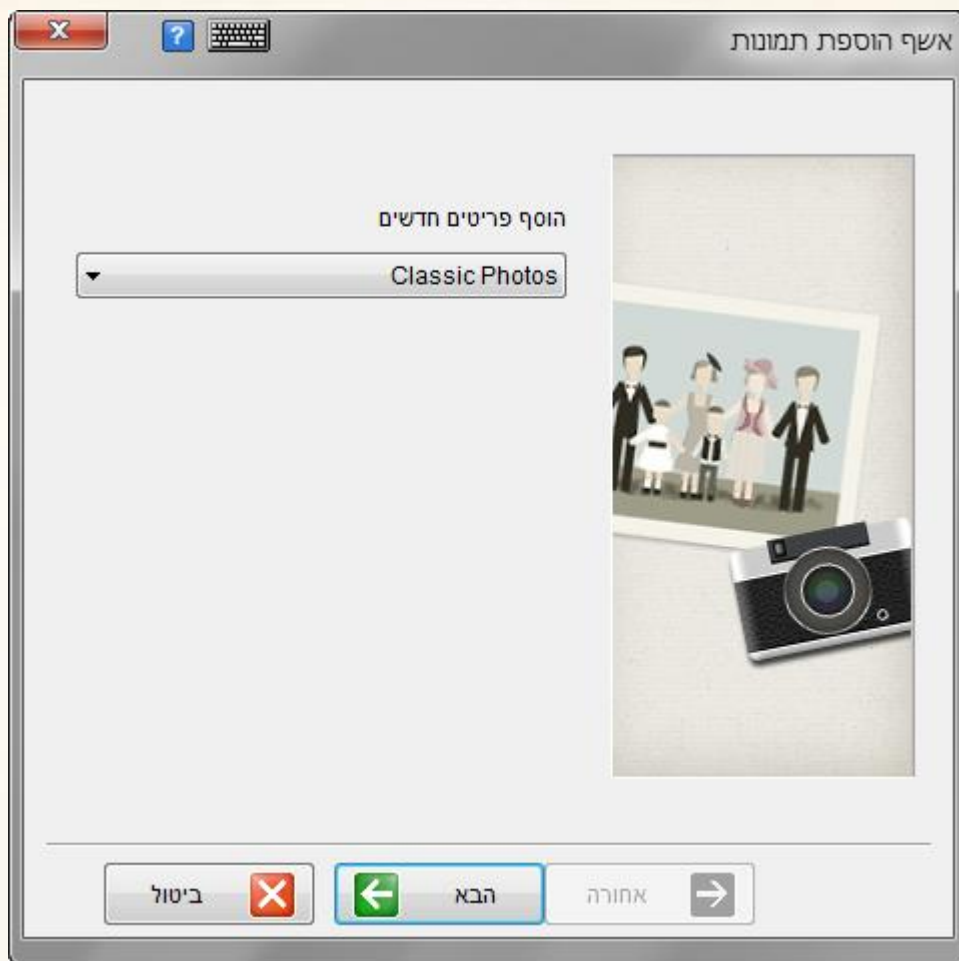 אשף הוספת תמונות
?
הוסף פריטים חדשים
Classic Photos
אחורה
הבא
ביטול